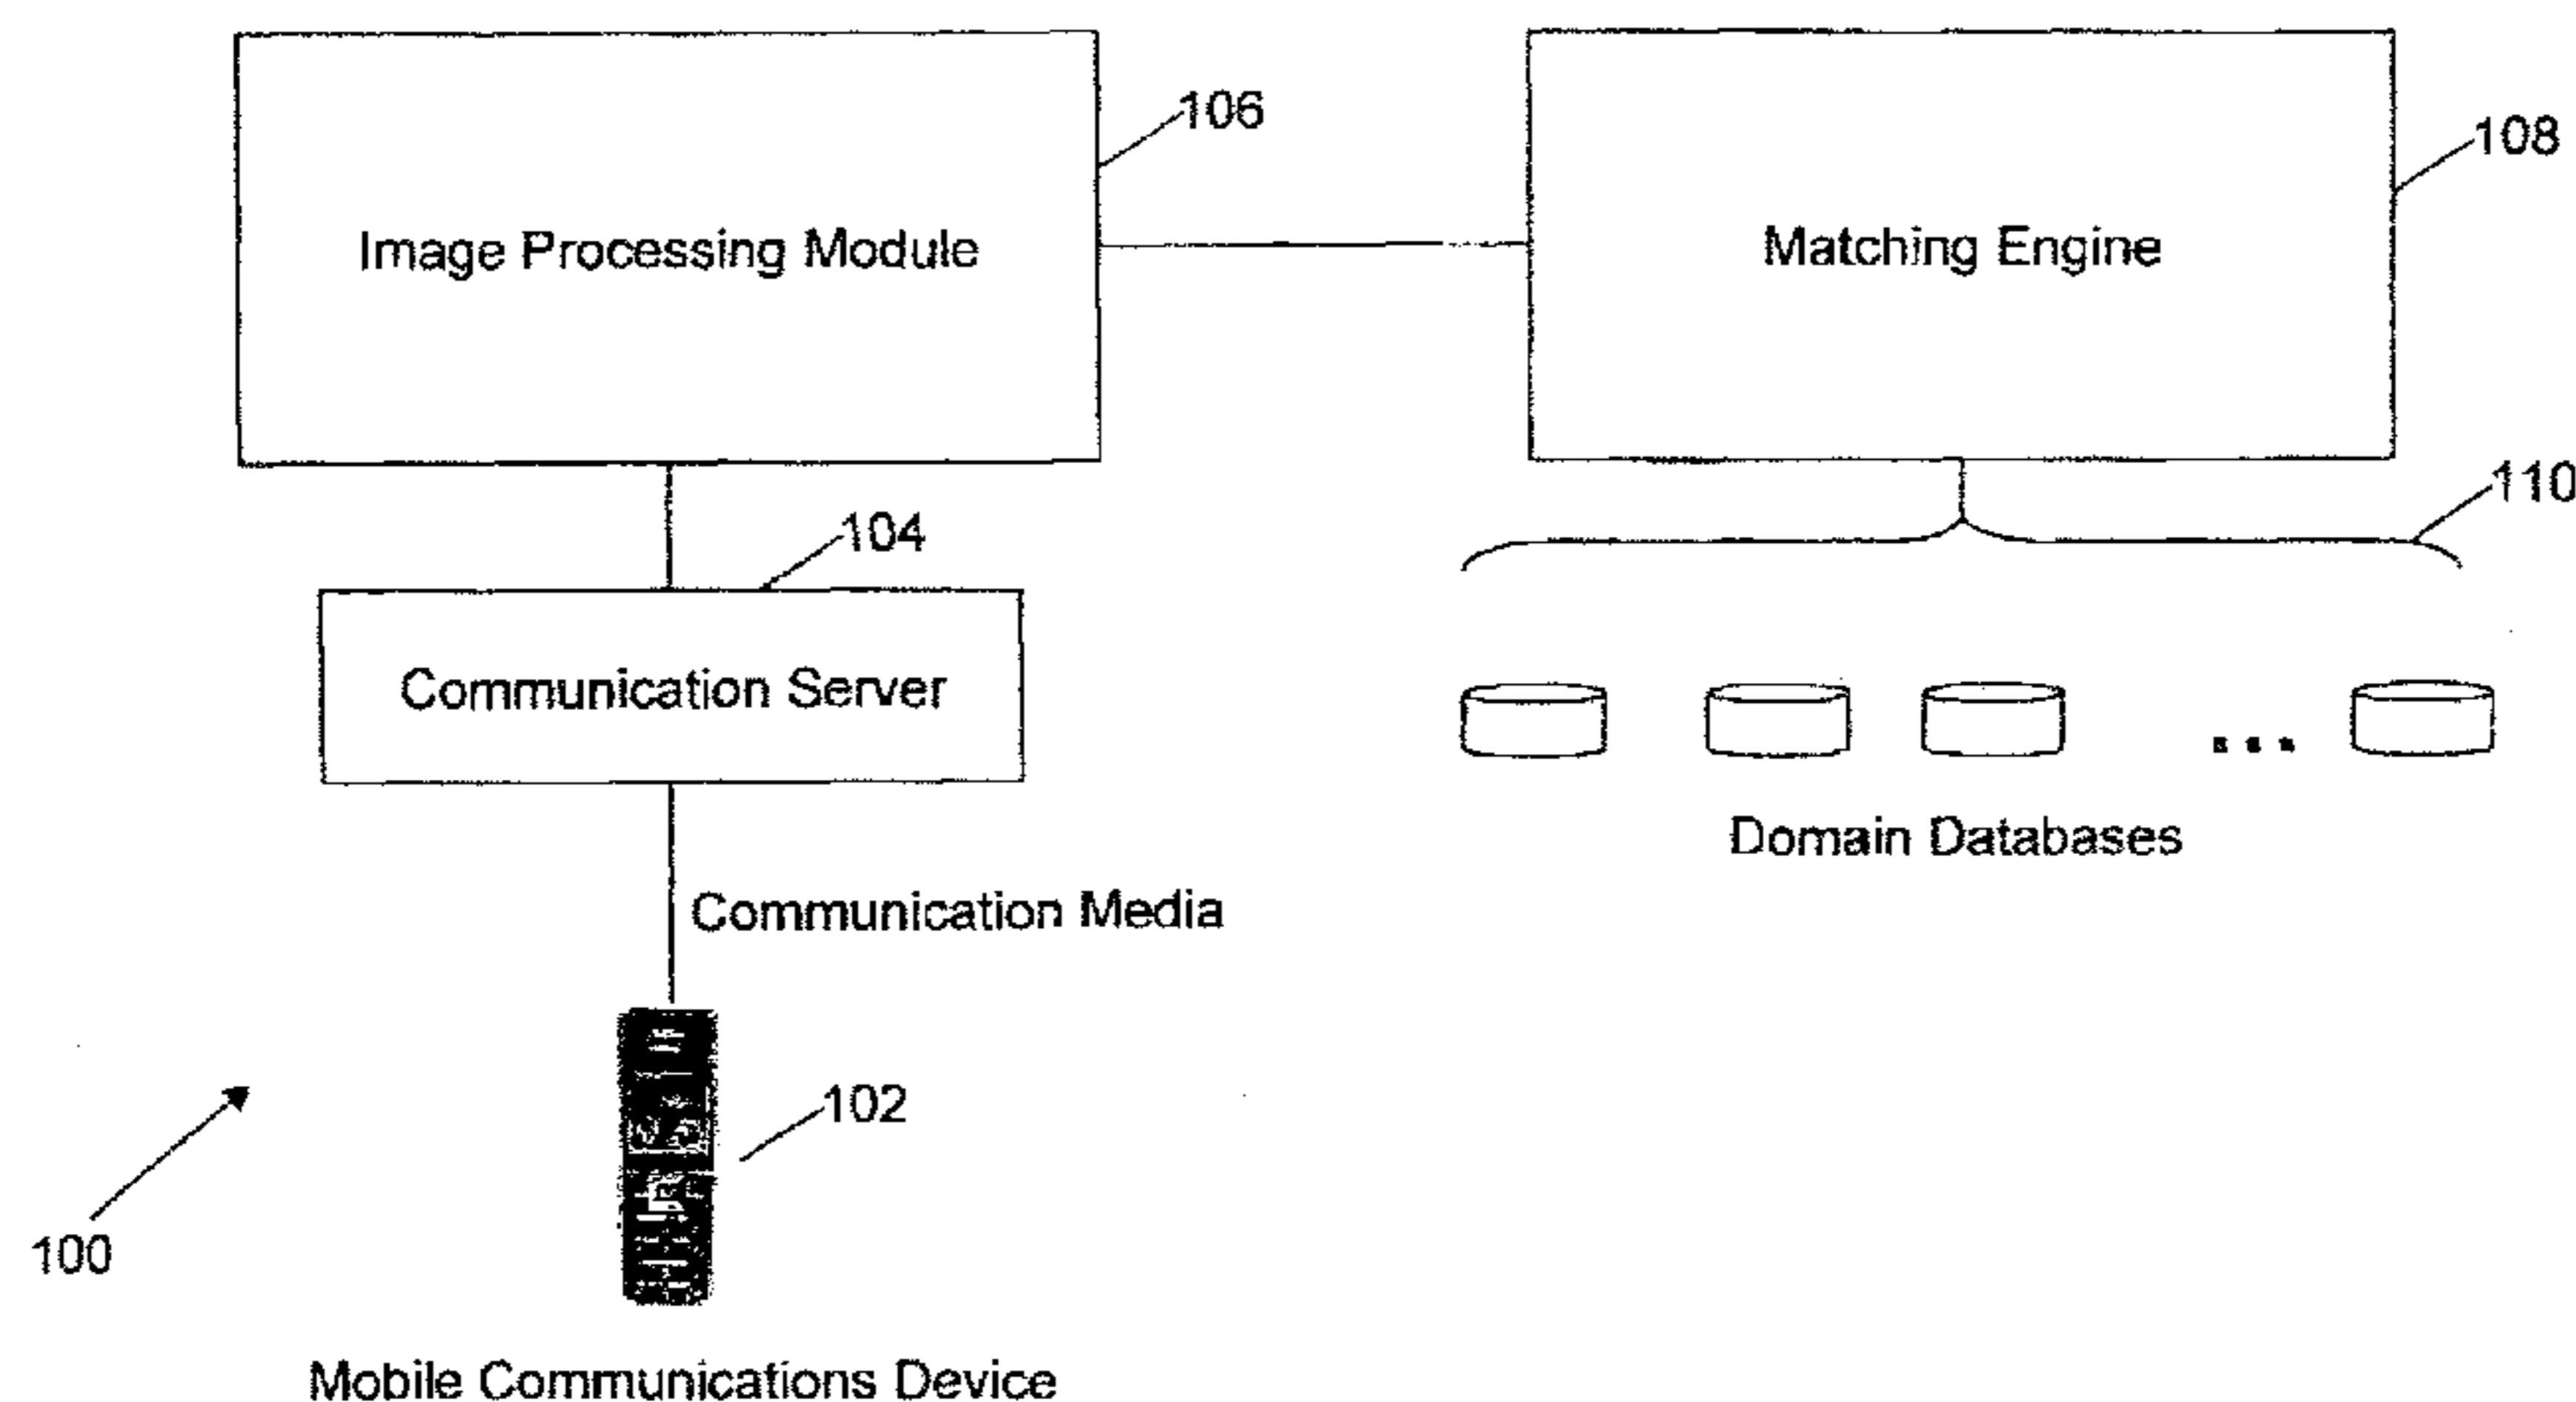 106
108
Image Processing Module
Matching Engine
110
104
Communication Server
Domain Databases
Communication Media
102
100
Mobile Communications Device